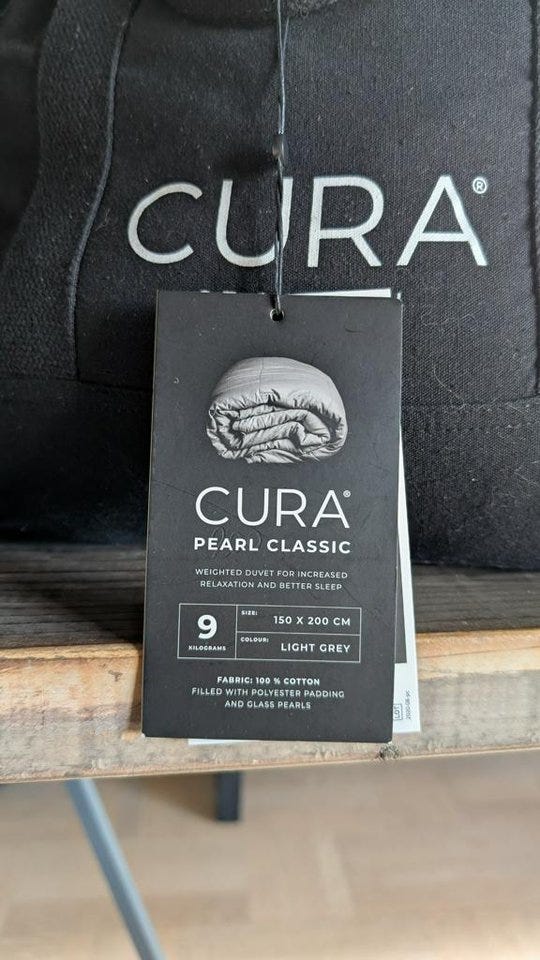 CURA®
CURA®
PEARL CLASSIC
WEIGHTED DUVET FOR INCREASED
RELAXATION AND BETTER SLEEP
9
KILOGRAMS
SIZE:
150 X 200 CM
COLOUR:
LIGHT GREY
FABRIC: 100 % COTTON
FILLED WITH POLYESTER PADDING
AND GLASS PEARLS
LOT